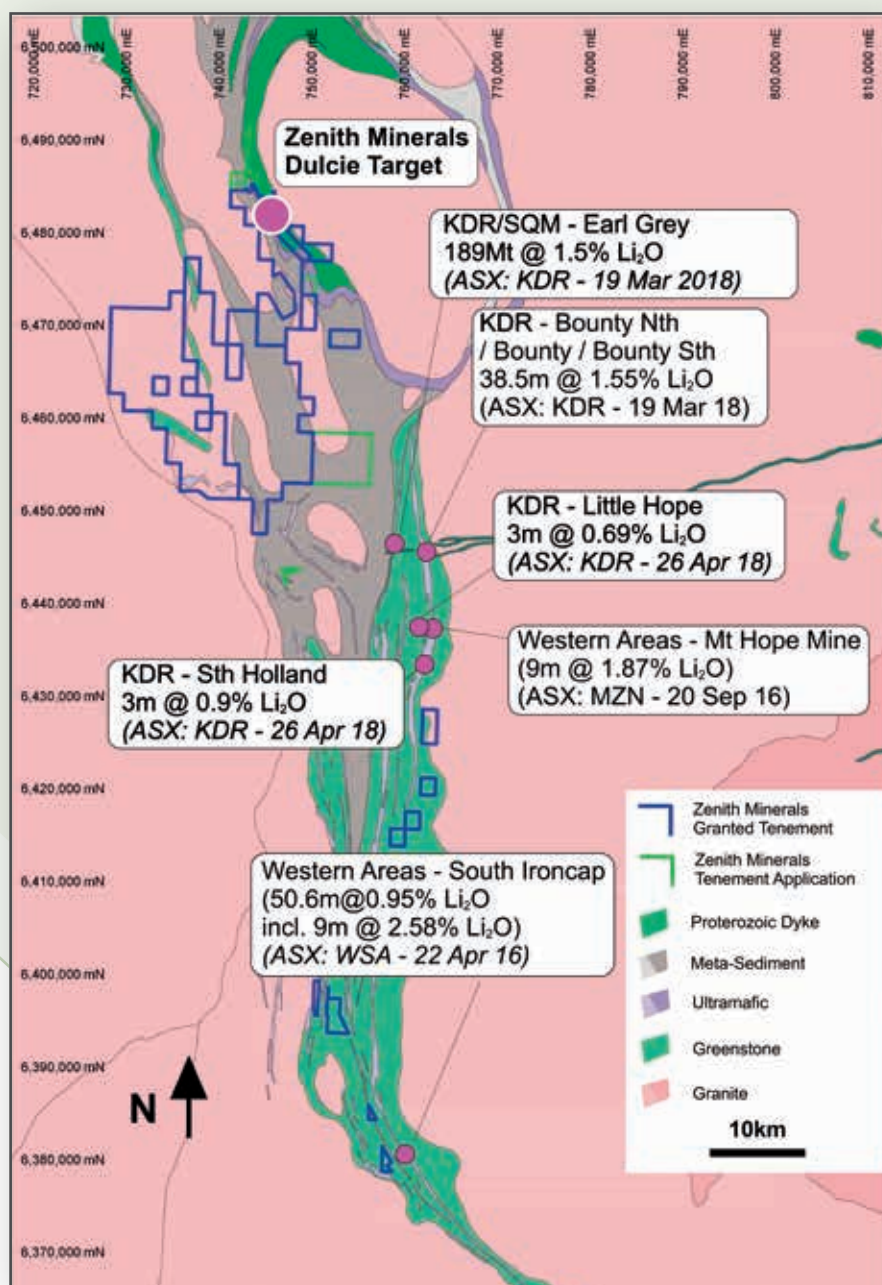 720,000 mE
730,000 mE
740,000 mE
750,000 mE
760,000 mE
770,000 mE
780,000 mE
790,000 mE
800,000 mE
810,000 mE
6,500,000 mN
6,490,000 mN
6,480,000 mN
6,470,000 mN
6,460,000 mN
6,450,000 mN
6,440,000 mN
6,430,000 mN
6,420,000 mN
6,410,000 mN
6,400,000 mN
6,390,000 mN
6,380,000 mN
6,370,000 mN
Zenith Minerals
Dulcie Target
KDR/SQM - Earl Grey
189Mt @ 1.5% Li₂O
(ASX: KDR - 19 Mar 2018)
KDR - Bounty Nth
/ Bounty / Bounty Sth
38.5m @ 1.55% Li₂O
(ASX: KDR - 19 Mar 18)
KDR - Little Hope
3m @ 0.69% Li₂O
(ASX: KDR - 26 Apr 18)
Western Areas - Mt Hope Mine
(9m @ 1.87% Li₂O)
(ASX: MZN - 20 Sep 16)
KDR - Sth Holland
3m @ 0.9% Li₂O
(ASX: KDR - 26 Apr 18)
Western Areas - South Ironcap
(50.6m@0.95% Li₂O
incl. 9m @ 2.58% Li₂O)
(ASX: WSA - 22 Apr 16)
N
Zenith Minerals
Granted Tenement
Zenith Minerals
Tenement Application
Proterozoic Dyke
Meta-Sediment
Ultramafic
Greenstone
Granite
10km